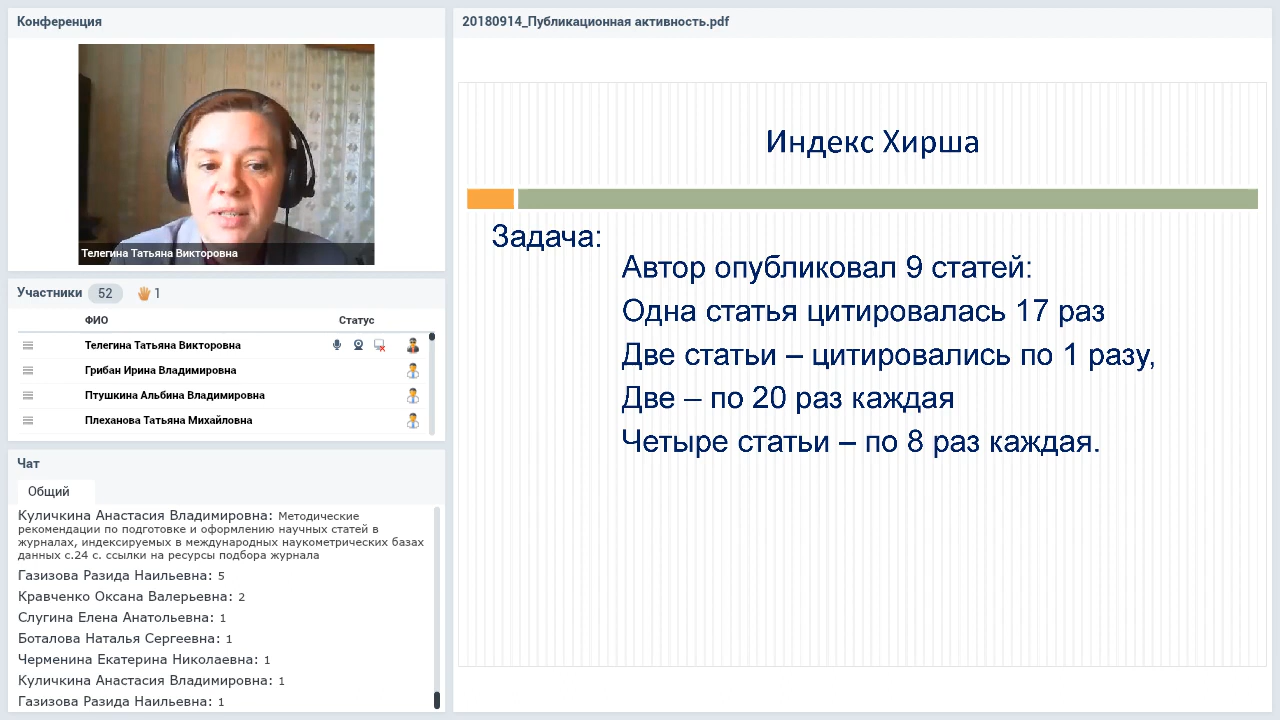 Конференция
Телегина Татьяна Викторовна
Участники 52 1
ФИО Статус
Телегина Татьяна Викторовна
Грибан Ирина Владимировна
Птушкина Альбина Владимировна
Плеханова Татьяна Михайловна
Чат
Общий
Куличкина Анастасия Владимировна: Методические
рекомендации по подготовке и оформлению научных статей в
журналах, индексируемых в международных наукометрических базах
данных с.24 с. ссылки на ресурсы подбора журнала
Газизова Разида Наильевна: 5
Кравченко Оксана Валерьевна: 2
Слугина Елена Анатольевна: 1
Боталова Наталья Сергеевна: 1
Черменина Екатерина Николаевна: 1
Куличкина Анастасия Владимировна: 1
Газизова Разида Наильевна: 1
20180914_Публикационная активность.pdf
Индекс Хирша
Задача:
Автор опубликовал 9 статей:
Одна статья цитировалась 17 раз
Две статьи – цитировались по 1 разу,
Две – по 20 раз каждая
Четыре статьи – по 8 раз каждая.